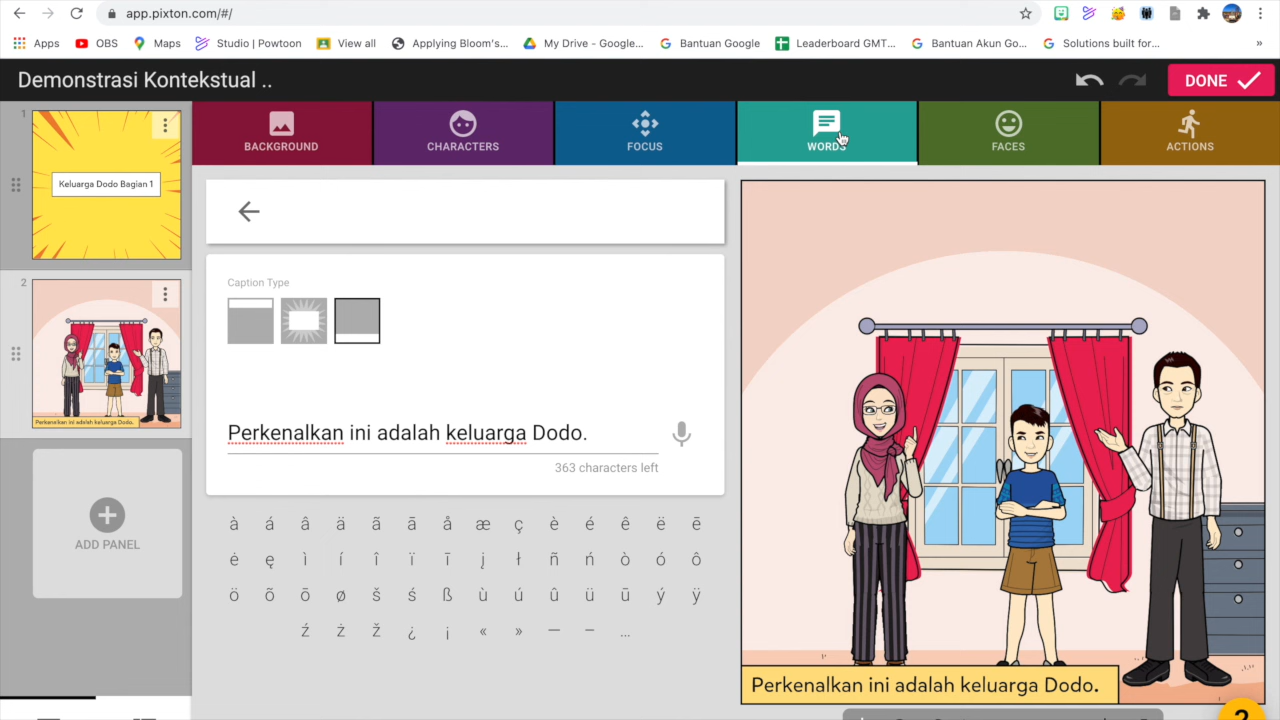 app.pixton.com/#/
Apps
OBS
Maps
Studio | Powtoon
View all
Applying Bloom's...
My Drive - Google...
Bantuan Google
Leaderboard GMT...
Bantuan Akun Go...
Solutions built for...
»
Demonstrasi Kontekstual ..
DONE
1
Keluarga Dodo Bagian 1
2
Perkenalkan ini adalah keluarga Dodo.
ADD PANEL
BACKGROUND
CHARACTERS
FOCUS
WORDS
FACES
ACTIONS
Caption Type
Perkenalkan ini adalah keluarga Dodo.
363 characters left
à á â ä ã ā å æ ç è é ê ë ē
ė ę ì í î ï ī į ł ñ ń ò ó ô
ö õ ō ø š ś ß ù ú û ü ū ý ÿ
ź ż ž ¿ ¡ « » — – …
Perkenalkan ini adalah keluarga Dodo.